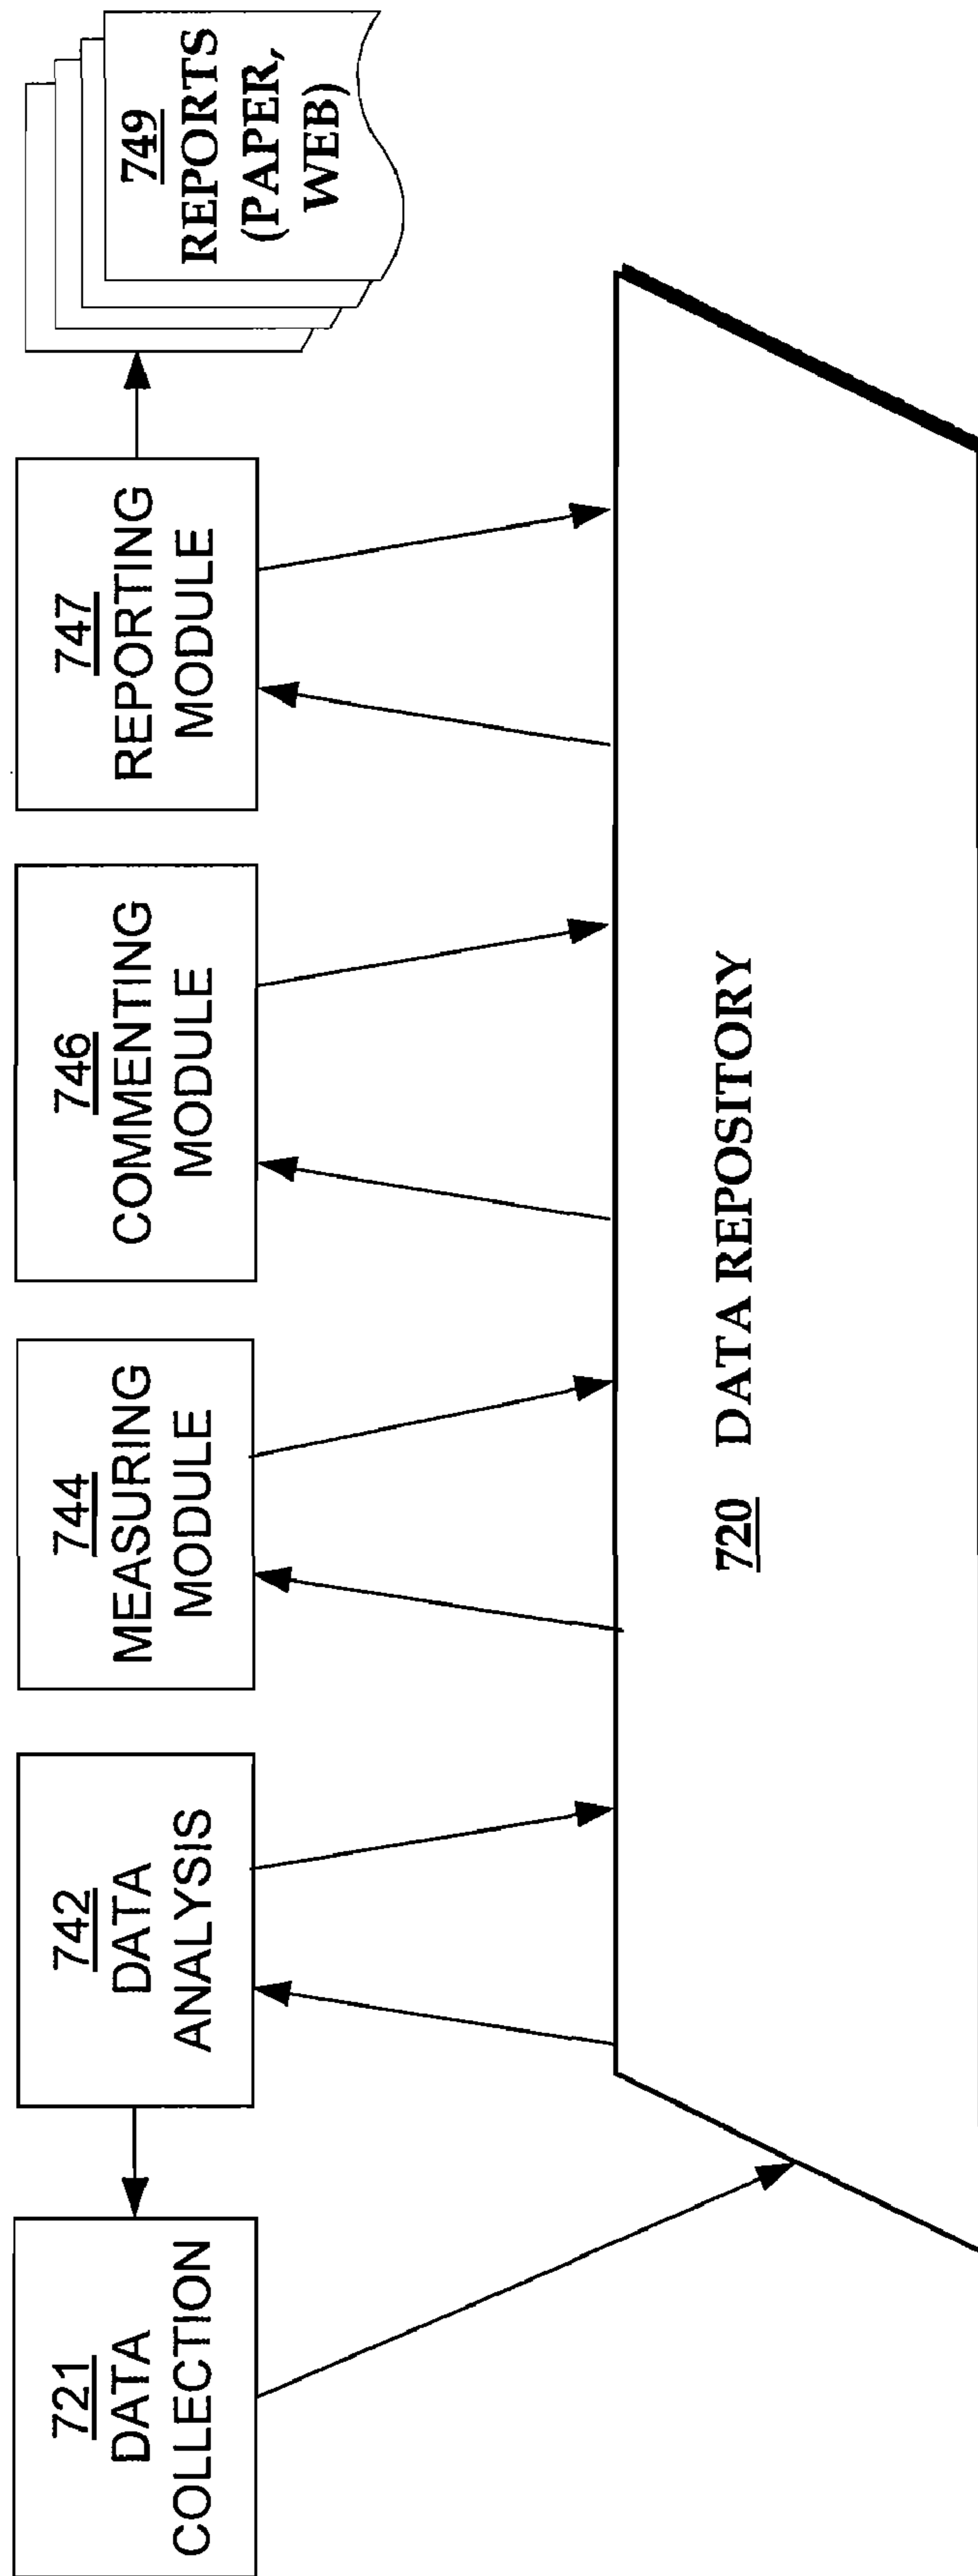 721
DATA
COLLECTION
742
DATA
ANALYSIS
744
MEASURING
MODULE
746
COMMENTING
MODULE
747
REPORTING
MODULE
749
REPORTS
(PAPER,
WEB)
720 DATA REPOSITORY